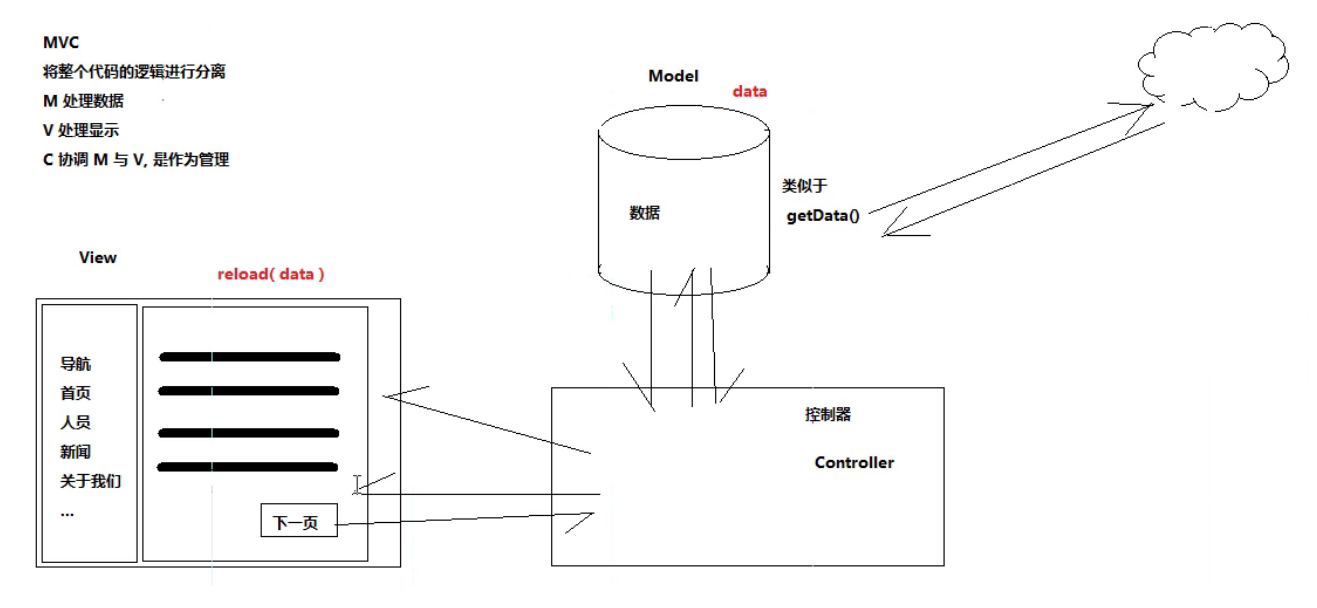 MVC
将整个代码的逻辑进行分离
M 处理数据
V 处理显示
C 协调 M 与 V, 是作为管理
Model
data
数据
类似于
getData()
View
reload( data )
导航
首页
人员
新闻
关于我们
...
下一页
控制器
Controller